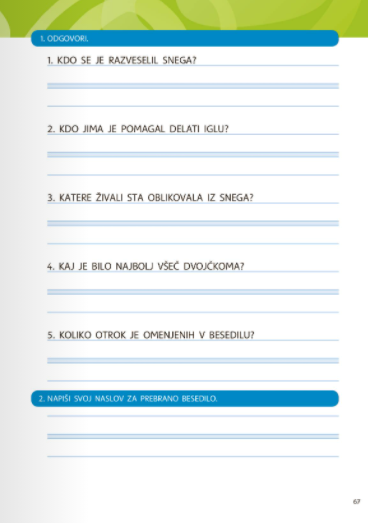 1. ODGOVORI.
1. KDO SE JE RAZVESELIL SNEGA?
2. KDO JIMA JE POMAGAL DELATI IGLU?
3. KATERE ŽIVALI STA OBLIKOVALA IZ SNEGA?
4. KAJ JE BILO NAJBOLJ VŠEČ DVOJČKOMA?
5. KOLIKO OTROK JE OMENJENIH V BESEDILU?
2. NAPIŠI SVOJ NASLOV ZA PREBRANO BESEDILO.
67